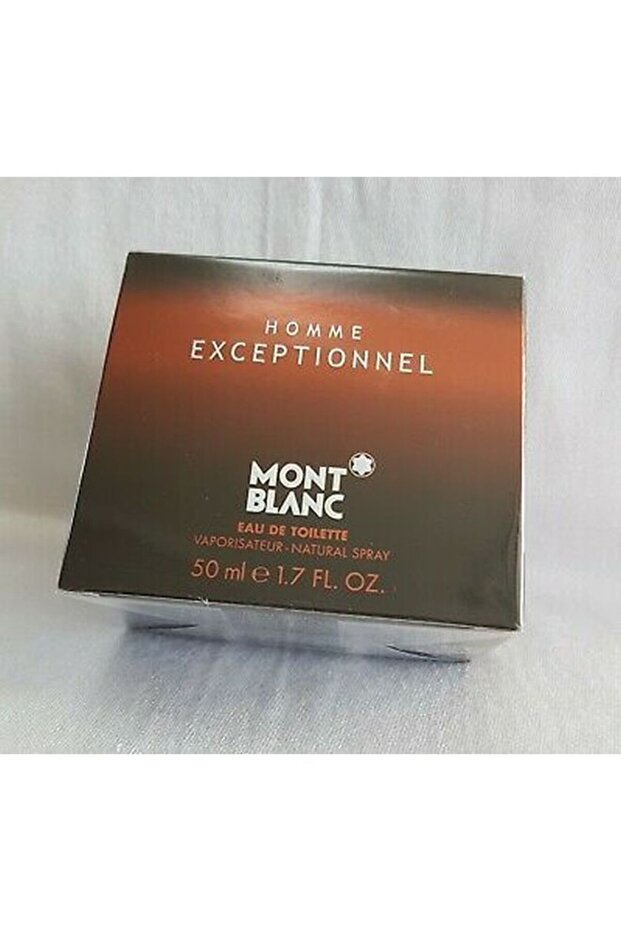 HOMME
EXCEPTIONNEL
MONT
BLANC
EAU DE TOILETTE
VAPORISATEUR - NATURAL SPRAY
50 ml e 1.7 FL. OZ.